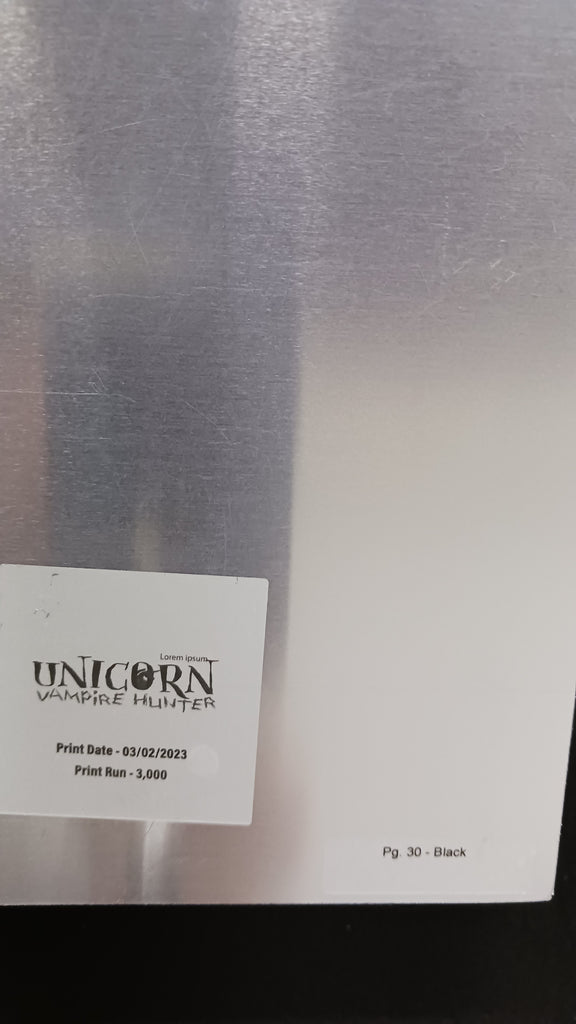 Lorem ipsum
UNICORN
VAMPIRE HUNTER
Print Date - 03/02/2023
Print Run - 3,000
Pg. 30 - Black